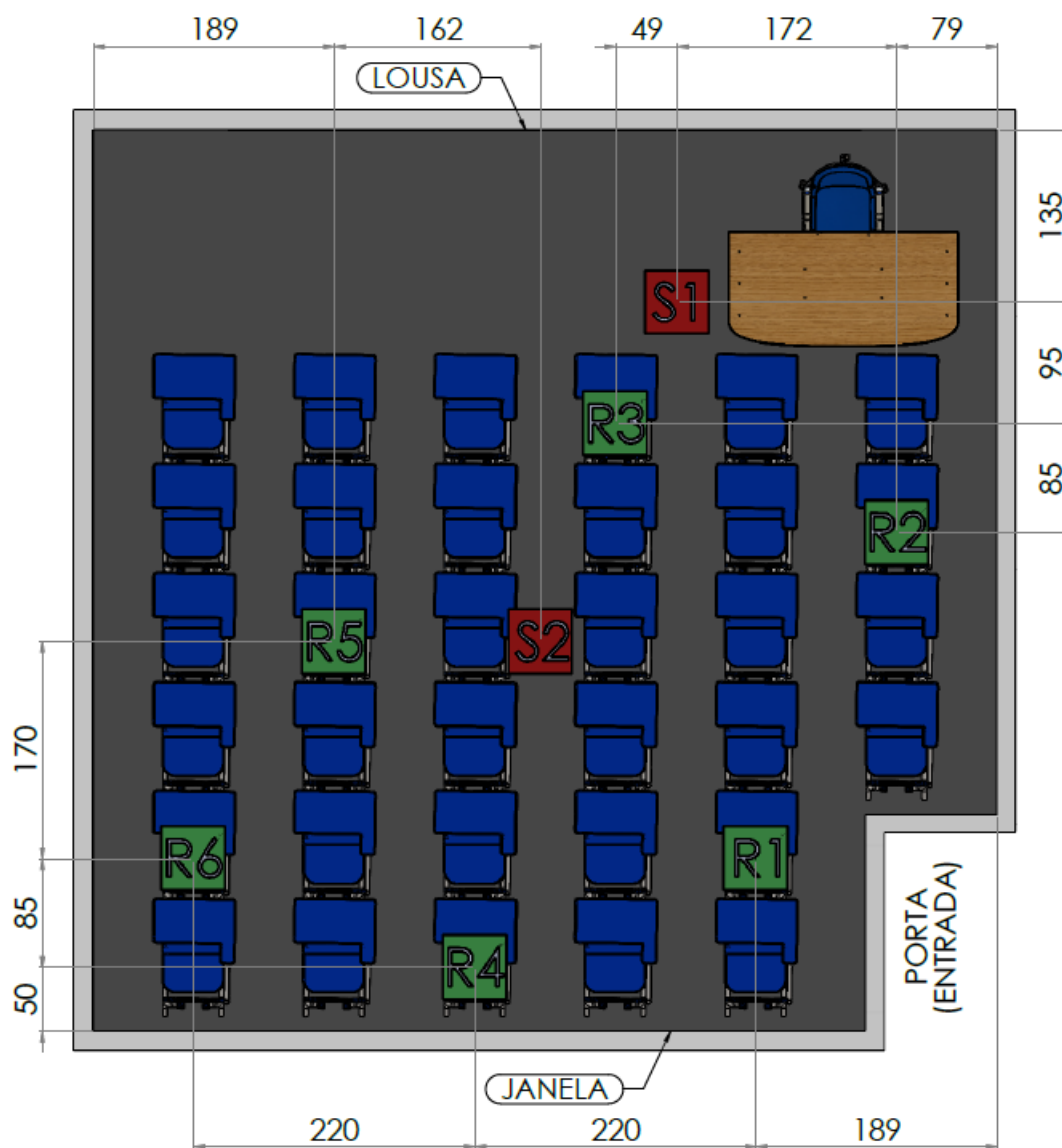 189 162 49 172 79
LOUSA
135
S1
95
R3
85
R2
R5 S2
170
R6 R1
85
PORTA
(ENTRADA)
R4
50
JANELA
220 220 189